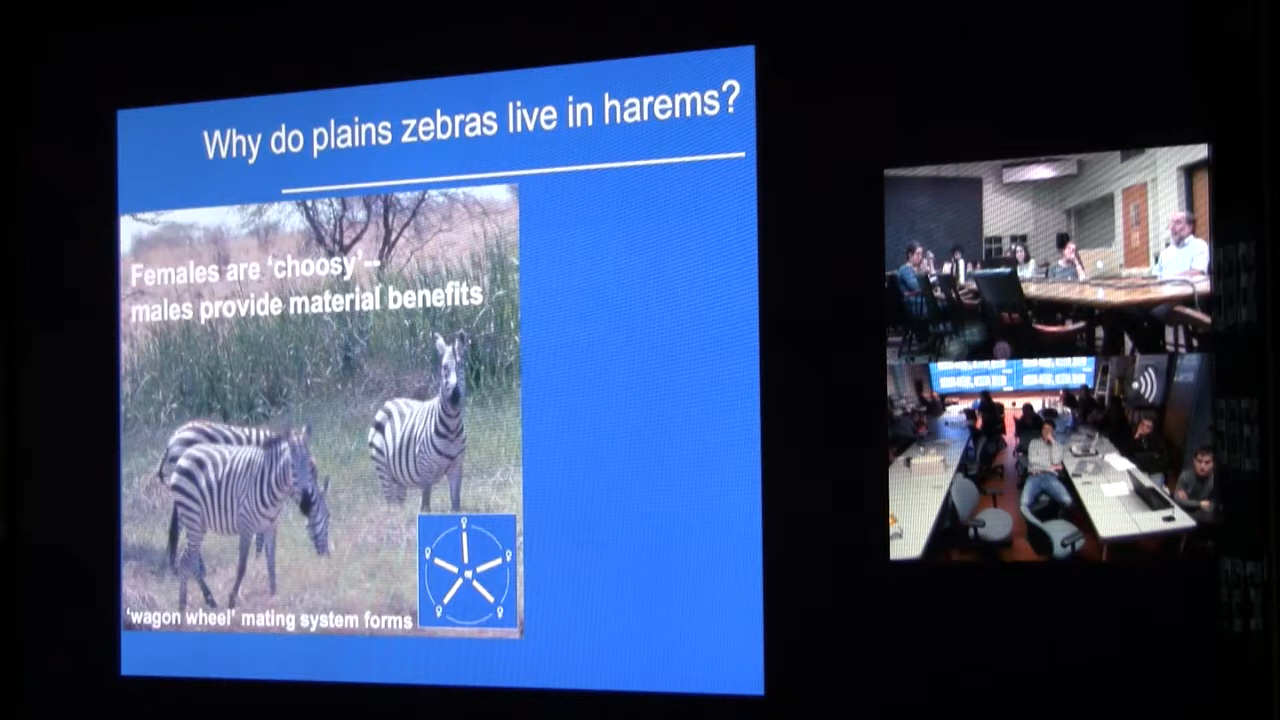 Why do plains zebras live in harems?
Females are ‘choosy’--
males provide material benefits
‘wagon wheel’ mating system forms